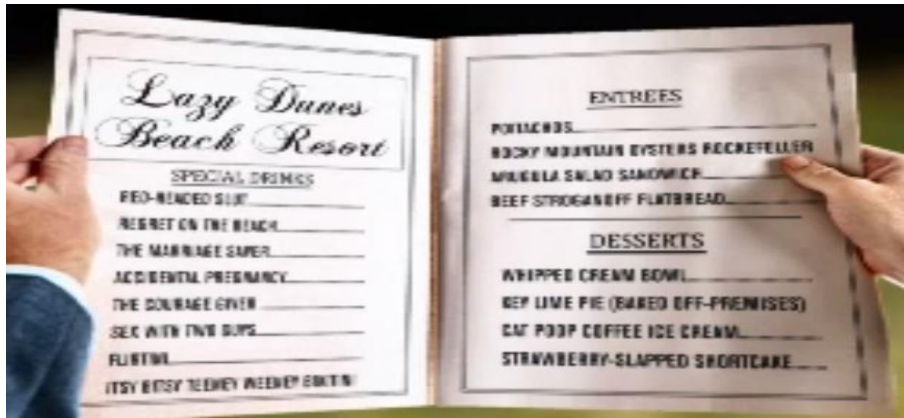 Lazy Dunes
Beach Resort
SPECIAL DRINKS
RED-HEADED SLUT
REGRET ON THE BEACH
THE MARRIAGE SAVER
ACCIDENTAL PREGNANCY
THE COURAGE GIVER
SEX WITH TWO GUYS
FLIRTINI
ITSY BITSY TEENEY WEENEY
ENTREES
ROCKY MOUNTAIN OYSTERS ROCKEFELLER
ARUGULA SALAD SANDWICH
BEEF STROGANOFF FLATBREAD
DESSERTS
WHIPPED CREAM BOWL
KEY LIME PIE (BAKED OFF-PREMISES)
CAT POOP COFFEE ICE CREAM
STRAWBERRY-SLAPPED SHORTCAKE